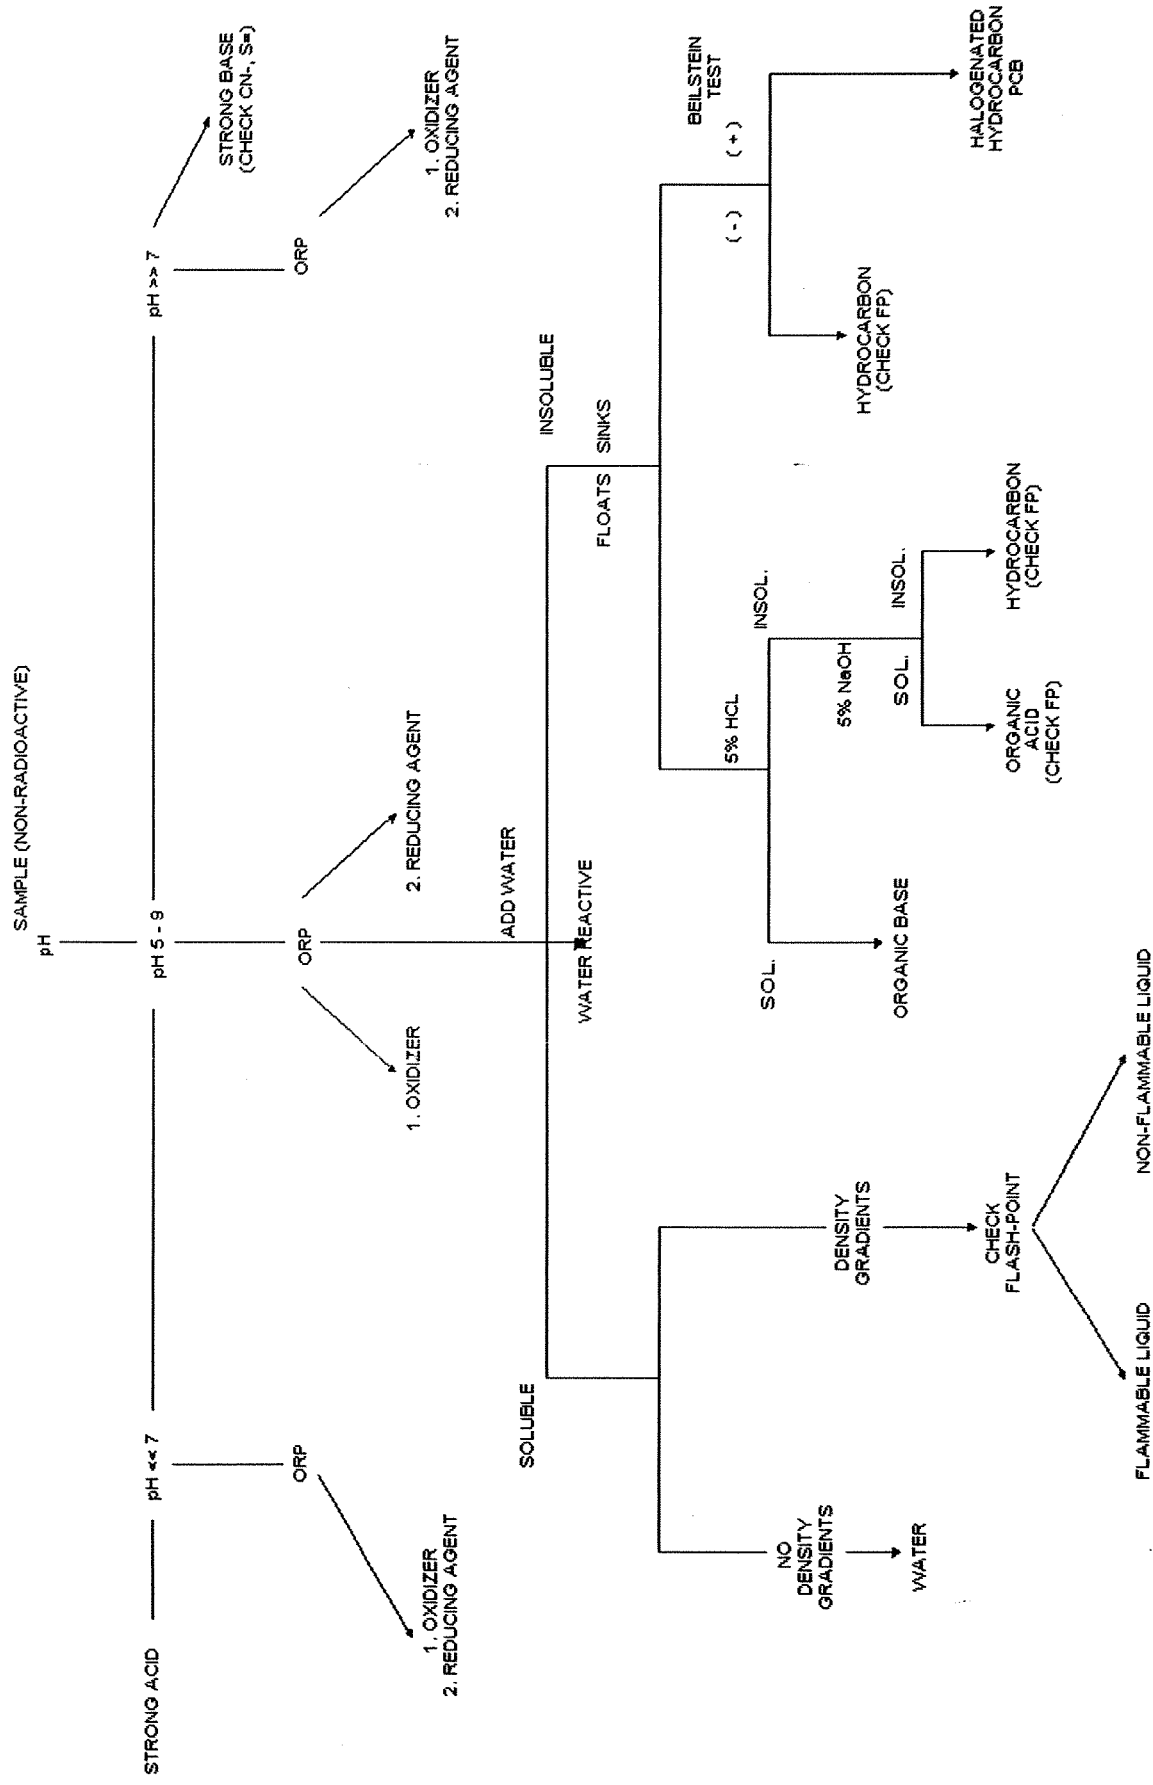 SAMPLE (NON-RADIOACTIVE)
pH
STRONG ACID
pH << 7
pH 5 - 9
pH >> 7
STRONG BASE
(CHECK CN-, S=)
ORP
ORP
ORP
1. OXIDIZER
2. REDUCING AGENT
1. OXIDIZER
2. REDUCING AGENT
1. OXIDIZER
2. REDUCING AGENT
ADD WATER
SOLUBLE
WATER REACTIVE
INSOLUBLE
FLOATS
SINKS
NO
DENSITY
GRADIENTS
WATER
DENSITY
GRADIENTS
CHECK
FLASH-POINT
FLAMMABLE LIQUID
NON-FLAMMABLE LIQUID
5% HCL
SOL.
INSOL.
ORGANIC BASE
5% NaOH
SOL.
INSOL.
ORGANIC
ACID
(CHECK FP)
HYDROCARBON
(CHECK FP)
BEILSTEIN
TEST
(-)
(+)
HYDROCARBON
(CHECK FP)
HALOGENATED
HYDROCARBON
PCB